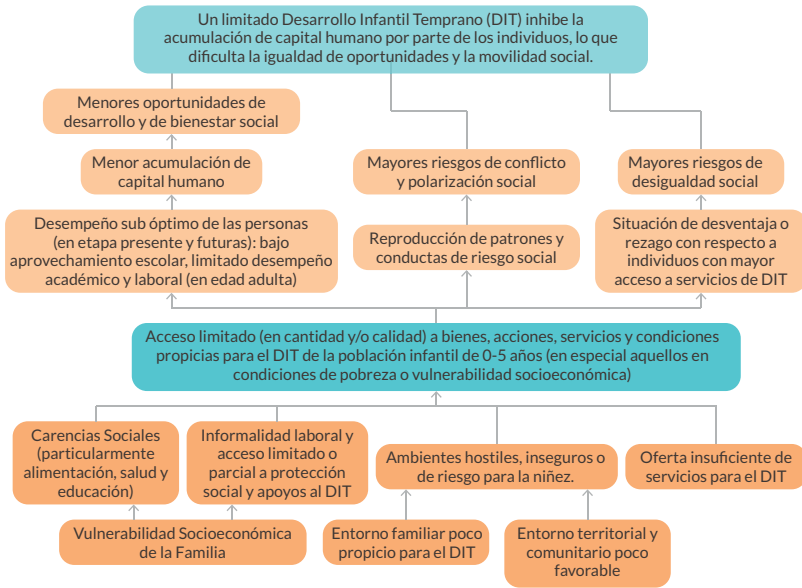 Un limitado Desarrollo Infantil Temprano (DIT) inhibe la
acumulación de capital humano por parte de los individuos, lo que
dificulta la igualdad de oportunidades y la movilidad social.
Menores oportunidades de
desarrollo y de bienestar social
Menor acumulación de
capital humano
Mayores riesgos de conflicto
y polarización social
Mayores riesgos de
desigualdad social
Desempeño sub óptimo de las personas
(en etapa presente y futuras): bajo
aprovechamiento escolar, limitado desempeño
académico y laboral (en edad adulta)
Reproducción de patrones y
conductas de riesgo social
Situación de desventaja o
rezago con respecto a
individuos con mayor
acceso a servicios de DIT
Acceso limitado (en cantidad y/o calidad) a bienes, acciones, servicios y condiciones
propicias para el DIT de la población infantil de 0-5 años (en especial aquellos en
condiciones de pobreza o vulnerabilidad socioeconómica)
Carencias Sociales
(particularmente
alimentación, salud y
educación)
Informalidad laboral y
acceso limitado o
parcial a protección
social y apoyos al DIT
Ambientes hostiles, inseguros o
de riesgo para la niñez.
Oferta insuficiente de
servicios para el DIT
Vulnerabilidad Socioeconómica
de la Familia
Entorno familiar poco
propicio para el DIT
Entorno territorial y
comunitario poco
favorable